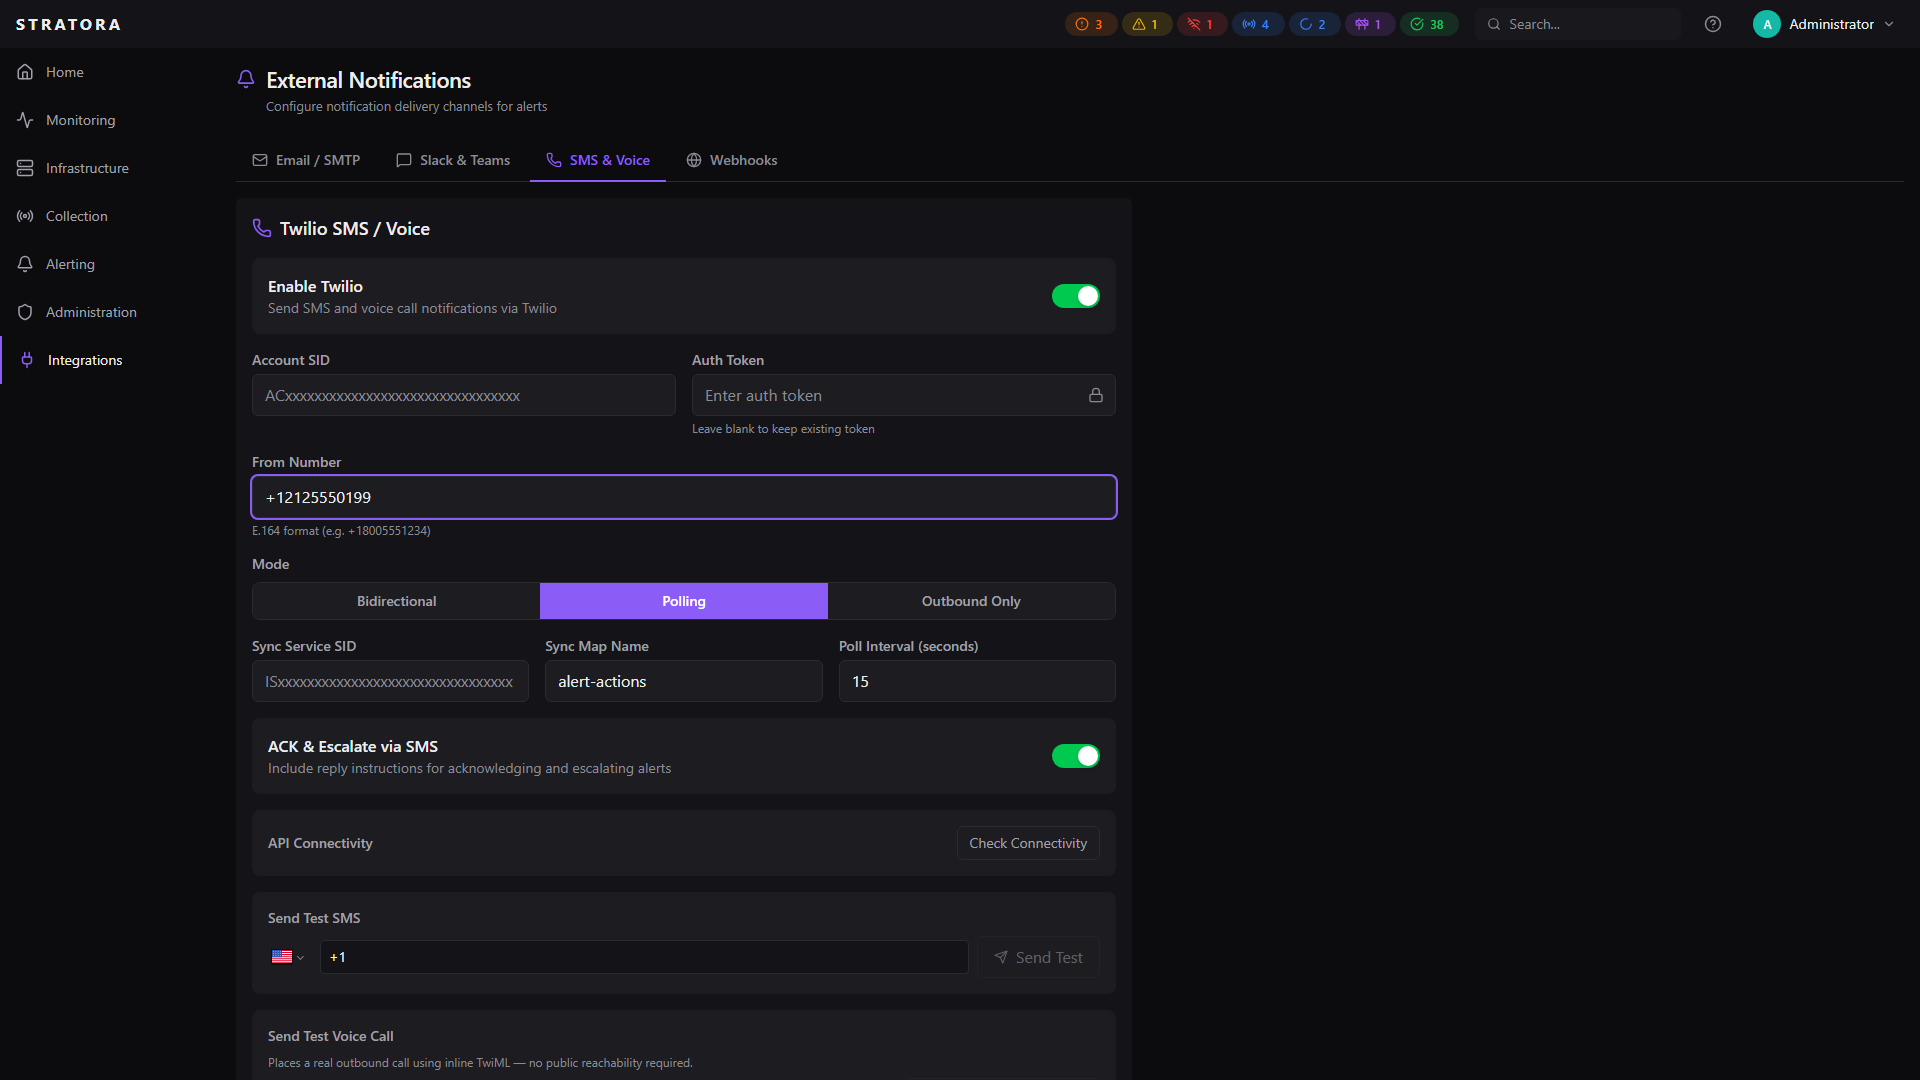 STRATORA
3
1
1
4
2
1
38
Search...
A
Administrator
Home
Monitoring
Infrastructure
Collection
Alerting
Administration
Integrations
External Notifications
Configure notification delivery channels for alerts
Email / SMTP
Slack & Teams
SMS & Voice
Webhooks
Twilio SMS / Voice
Enable Twilio
Send SMS and voice call notifications via Twilio
Account SID
Auth Token
ACxxxxxxxxxxxxxxxxxxxxxxxxxxxxxxxx
Enter auth token
Leave blank to keep existing token
From Number
+12125550199
E.164 format (e.g. +18005551234)
Mode
Bidirectional
Polling
Outbound Only
Sync Service SID
Sync Map Name
Poll Interval (seconds)
ISxxxxxxxxxxxxxxxxxxxxxxxxxxxxxxxx
alert-actions
15
ACK & Escalate via SMS
Include reply instructions for acknowledging and escalating alerts
API Connectivity
Check Connectivity
Send Test SMS
+1
Send Test
Send Test Voice Call
Places a real outbound call using inline TwiML — no public reachability required.